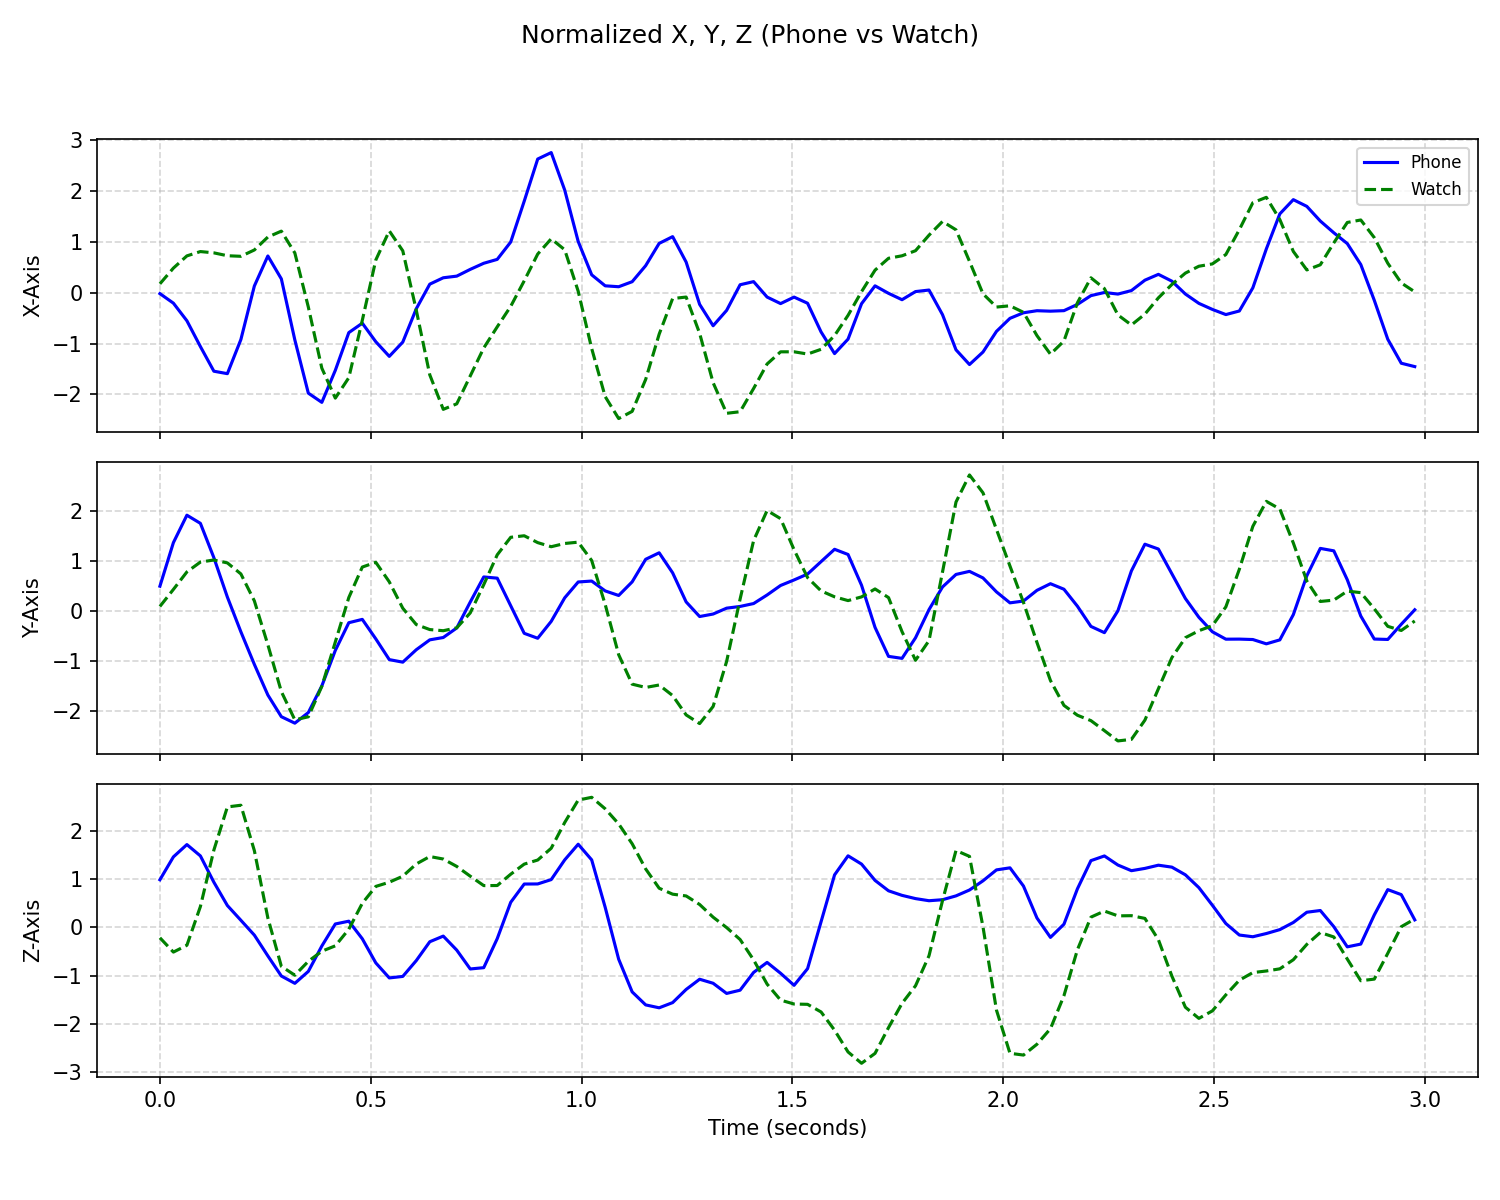 Normalized X, Y, Z (Phone vs Watch)
3
2
1
0
−1
−2
X-Axis
Phone
Watch
2
1
0
−1
−2
Y-Axis
2
1
0
−1
−2
−3
Z-Axis
0.0 0.5 1.0 1.5 2.0 2.5 3.0
Time (seconds)